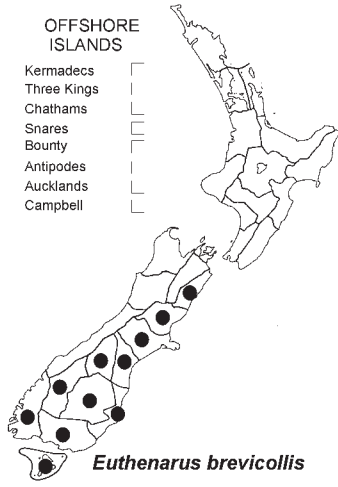 OFFSHORE
ISLANDS
Kermadecs
Three Kings
Chathams
Snares
Bounty
Antipodes
Aucklands
Campbell
Euthenarus brevicollis